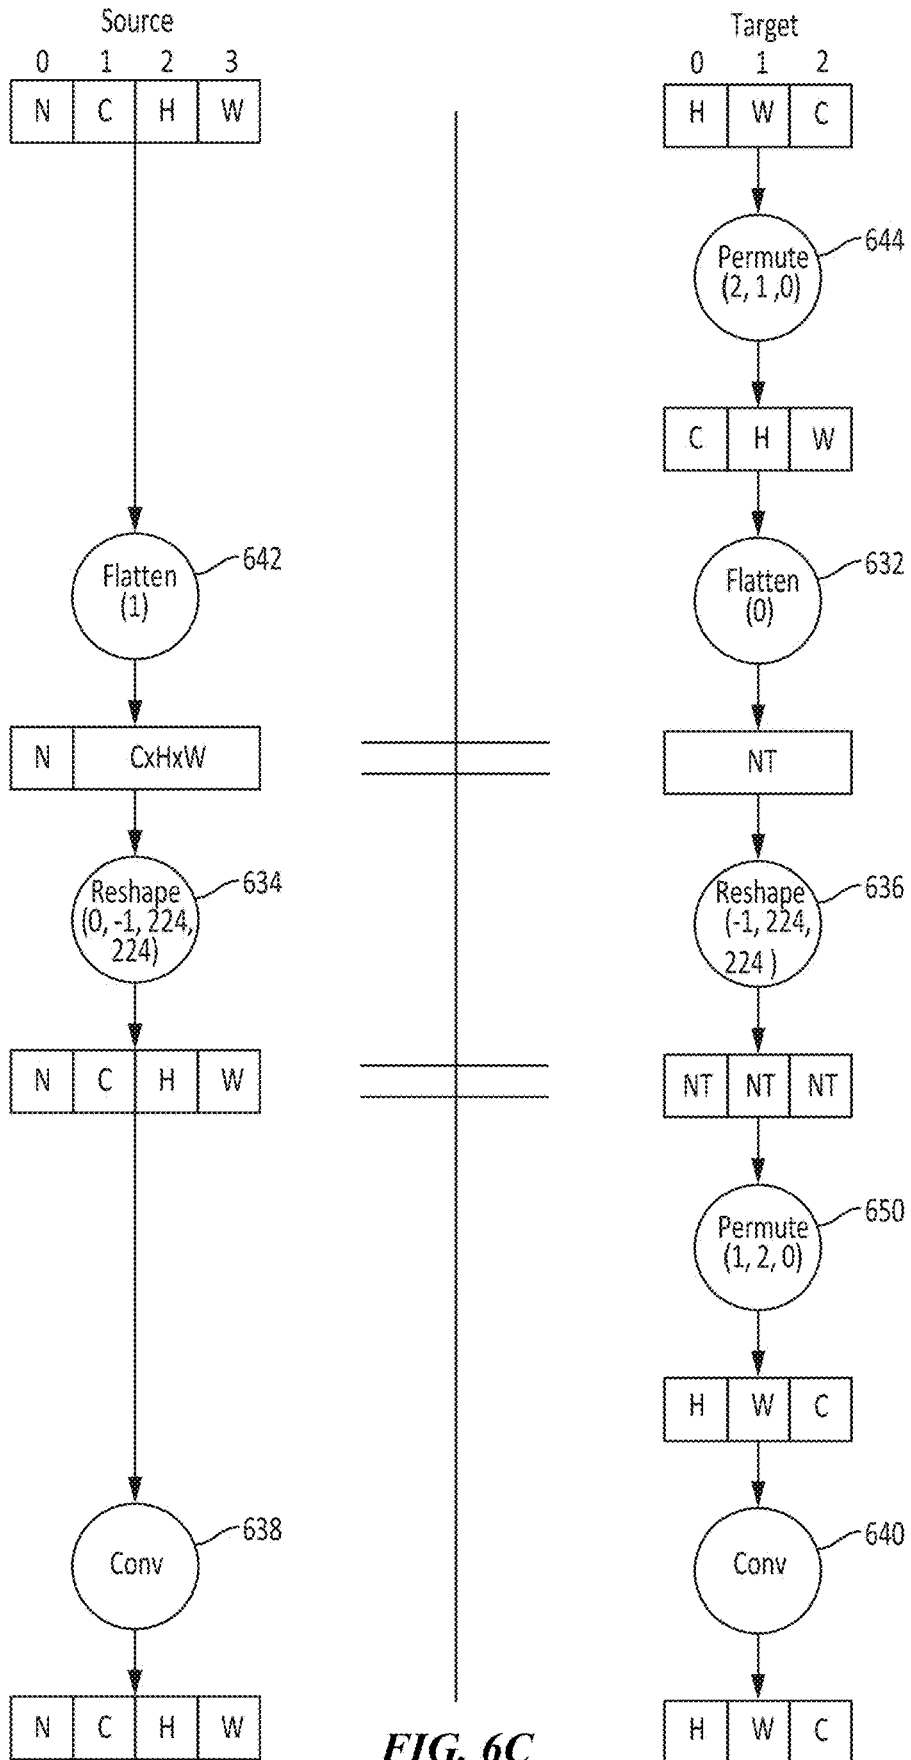 Source
0 1 2 3
N C H W
Target
0 1 2
H W C
Permute
(2, 1 ,0)
644
C H W
Flatten
(1)
642
Flatten
(0)
632
N CxHxW
NT
Reshape
(0, -1, 224,
224)
634
Reshape
(-1, 224,
224 )
636
N C H W
NT NT NT
Permute
(1, 2, 0)
650
H W C
Conv
638
Conv
640
N C H W
H W C
FIG. 6C